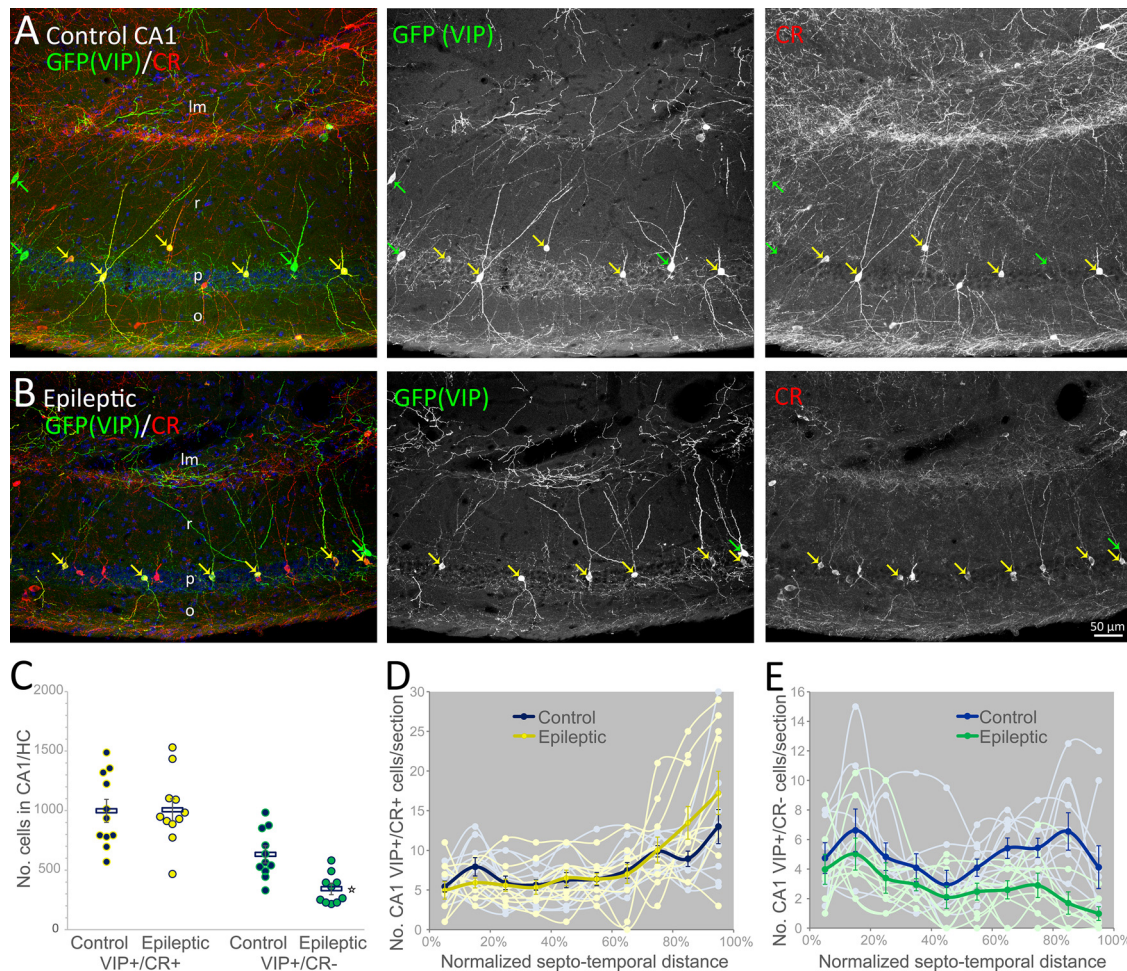 A Control CA1
GFP(VIP)/CR
lm
r
p
o
GFP (VIP)
CR
B Epileptic
GFP(VIP)/CR
lm
r
p
o
GFP(VIP)
CR
50 µm
C
No. cells in CA1/HC
2000
1500
1000
500
0
Control Epileptic Control Epileptic
VIP+/CR+ VIP+/CR-
D
No. CA1 VIP+/CR+ cells/section
30
25
20
15
10
5
0
Control
Epileptic
0% 20% 40% 60% 80% 100%
Normalized septo-temporal distance
E
No. CA1 VIP+/CR- cells/section
16
14
12
10
8
6
4
2
0
Control
Epileptic
0% 20% 40% 60% 80% 100%
Normalized septo-temporal distance